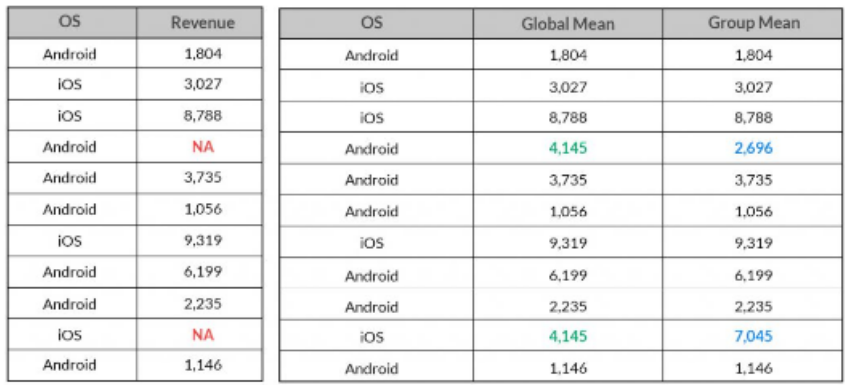 OS Revenue
Android 1,804
iOS 3,027
iOS 8,788
Android NA
Android 3,735
Android 1,056
iOS 9,319
Android 6,199
Android 2,235
iOS NA
Android 1,146
OS Global Mean Group Mean
Android 1,804 1,804
iOS 3,027 3,027
iOS 8,788 8,788
Android 4,145 2,696
Android 3,735 3,735
Android 1,056 1,056
iOS 9,319 9,319
Android 6,199 6,199
Android 2,235 2,235
iOS 4,145 7,045
Android 1,146 1,146